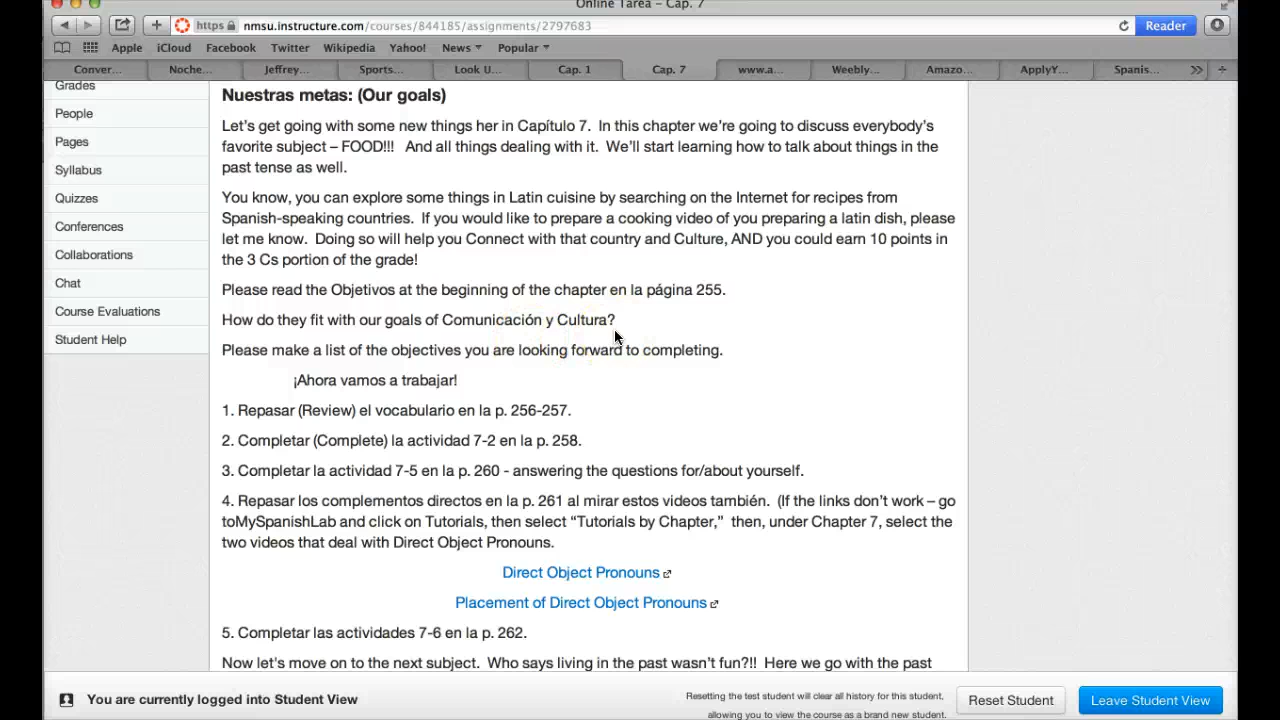 Online Tarea – Cap. 7
https nmsu.instructure.com/courses/844185/assignments/2797683 Reader
Apple iCloud Facebook Twitter Wikipedia Yahoo! News Popular
Conver... Noche... Jeffrey... Sports... Look U... Cap. 1 Cap. 7 www.a... Weebly... Amazo... ApplyY... Spanis...
Grades
People
Pages
Syllabus
Quizzes
Conferences
Collaborations
Chat
Course Evaluations
Student Help
Nuestras metas: (Our goals)
Let's get going with some new things her in Capítulo 7. In this chapter we're going to discuss everybody's
favorite subject – FOOD!!! And all things dealing with it. We'll start learning how to talk about things in the
past tense as well.
You know, you can explore some things in Latin cuisine by searching on the Internet for recipes from
Spanish-speaking countries. If you would like to prepare a cooking video of you preparing a latin dish, please
let me know. Doing so will help you Connect with that country and Culture, AND you could earn 10 points in
the 3 Cs portion of the grade!
Please read the Objetivos at the beginning of the chapter en la página 255.
How do they fit with our goals of Comunicación y Cultura?
Please make a list of the objectives you are looking forward to completing.
¡Ahora vamos a trabajar!
1. Repasar (Review) el vocabulario en la p. 256-257.
2. Completar (Complete) la actividad 7-2 en la p. 258.
3. Completar la actividad 7-5 en la p. 260 - answering the questions for/about yourself.
4. Repasar los complementos directos en la p. 261 al mirar estos videos también. (If the links don't work – go
toMySpanishLab and click on Tutorials, then select “Tutorials by Chapter,” then, under Chapter 7, select the
two videos that deal with Direct Object Pronouns.
Direct Object Pronouns
Placement of Direct Object Pronouns
5. Completar las actividades 7-6 en la p. 262.
Now let's move on to the next subject. Who says living in the past wasn't fun?!! Here we go with the past
You are currently logged into Student View
Resetting the test student will clear all history for this student,
allowing you to view the course as a brand new student.
Reset Student
Leave Student View